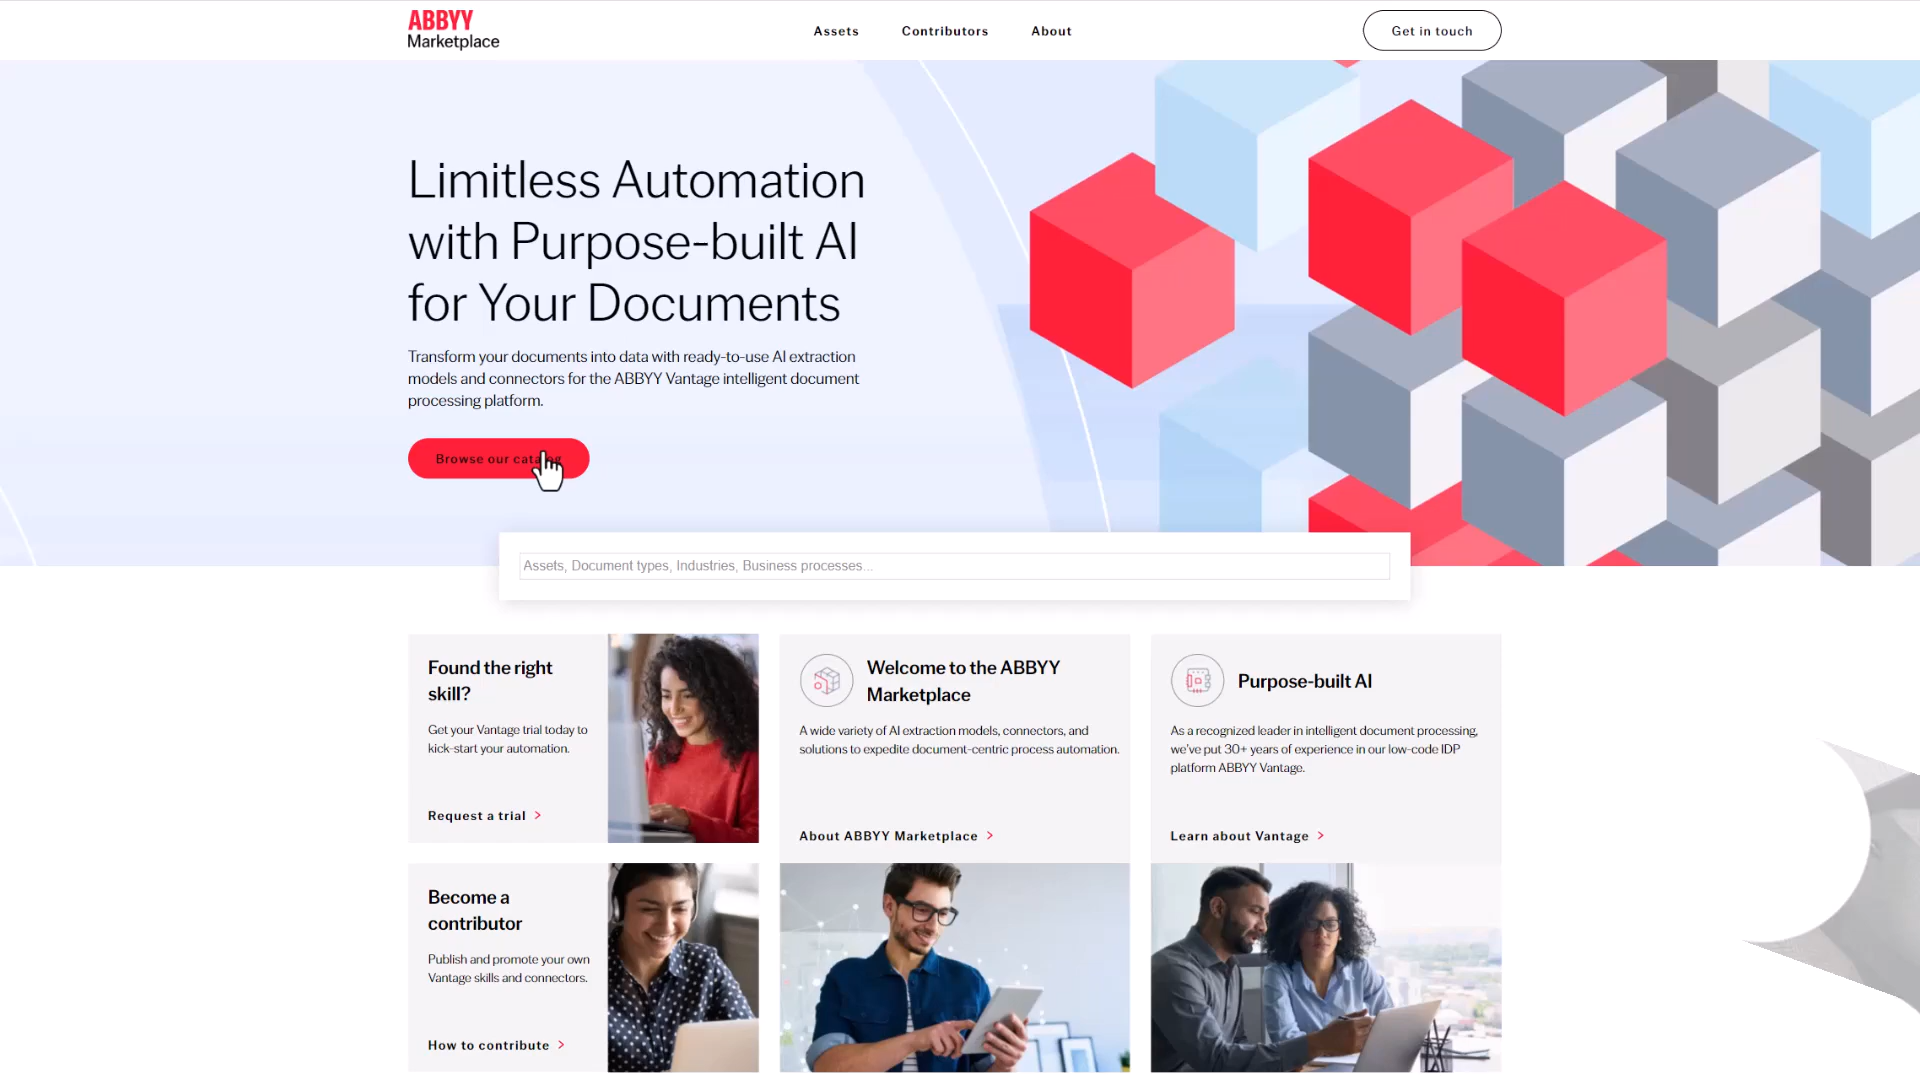 ABBYY
Marketplace
Assets
Contributors
About
Get in touch
Limitless Automation
with Purpose-built AI
for Your Documents
Transform your documents into data with ready-to-use AI extraction
models and connectors for the ABBYY Vantage intelligent document
processing platform.
Browse our catalog
Assets, Document types, Industries, Business processes...
Found the right
skill?
Get your Vantage trial today to
kick-start your automation.
Request a trial >
Welcome to the ABBYY
Marketplace
A wide variety of AI extraction models, connectors, and
solutions to expedite document-centric process automation.
About ABBYY Marketplace >
Purpose-built AI
As a recognized leader in intelligent document processing,
we've put 30+ years of experience in our low-code IDP
platform ABBYY Vantage.
Learn about Vantage >
Become a
contributor
Publish and promote your own
Vantage skills and connectors.
How to contribute >